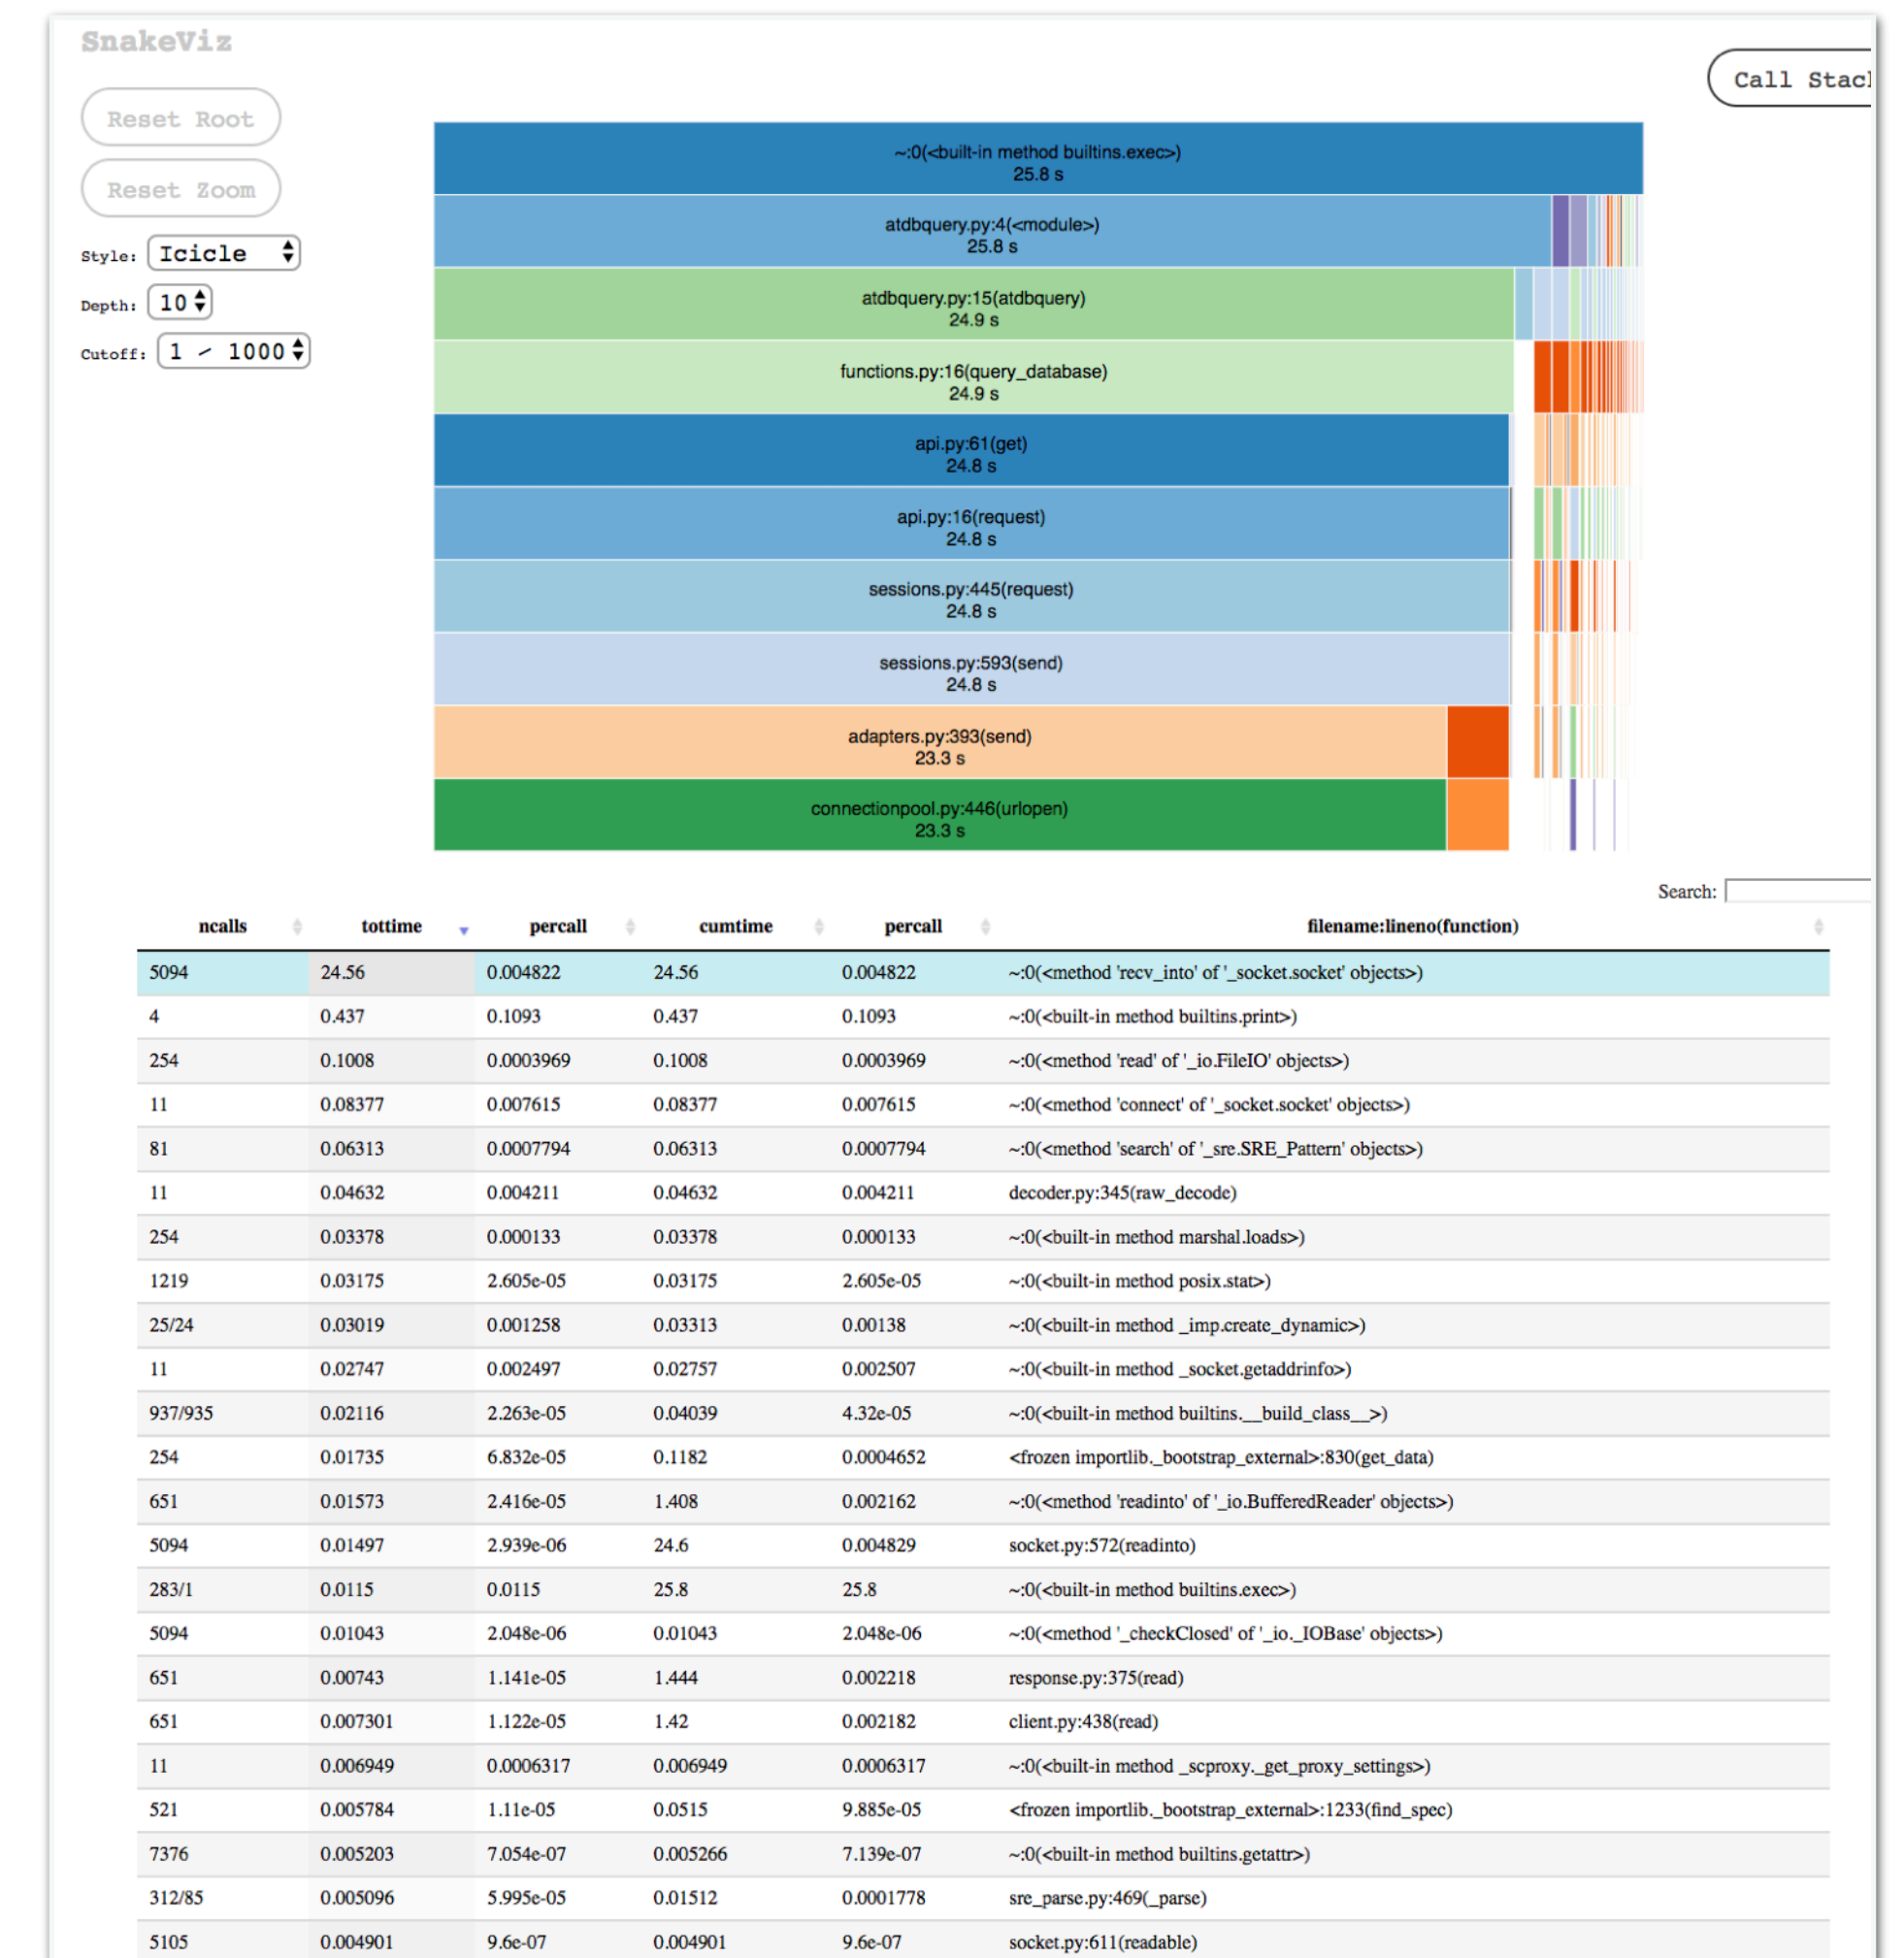 SnakeViz
Call Stac
Reset Root
Reset Zoom
Style: Icicle
Depth: 10
Cutoff: 1 / 1000
~:0(<built-in method builtins.exec>)
25.8 s
atdbquery.py:4(<module>)
25.8 s
atdbquery.py:15(atdbquery)
24.9 s
functions.py:16(query_database)
24.9 s
api.py:61(get)
24.8 s
api.py:16(request)
24.8 s
sessions.py:445(request)
24.8 s
sessions.py:593(send)
24.8 s
adapters.py:393(send)
23.3 s
connectionpool.py:446(urlopen)
23.3 s
Search:
ncalls tottime percall cumtime percall filename:lineno(function)
5094 24.56 0.004822 24.56 0.004822 ~:0(<method 'recv_into' of '_socket.socket' objects>)
4 0.437 0.1093 0.437 0.1093 ~:0(<built-in method builtins.print>)
254 0.1008 0.0003969 0.1008 0.0003969 ~:0(<method 'read' of '_io.FileIO' objects>)
11 0.08377 0.007615 0.08377 0.007615 ~:0(<method 'connect' of '_socket.socket' objects>)
81 0.06313 0.0007794 0.06313 0.0007794 ~:0(<method 'search' of '_sre.SRE_Pattern' objects>)
11 0.04632 0.004211 0.04632 0.004211 decoder.py:345(raw_decode)
254 0.03378 0.000133 0.03378 0.000133 ~:0(<built-in method marshal.loads>)
1219 0.03175 2.605e-05 0.03175 2.605e-05 ~:0(<built-in method posix.stat>)
25/24 0.03019 0.001258 0.03313 0.00138 ~:0(<built-in method _imp.create_dynamic>)
11 0.02747 0.002497 0.02757 0.002507 ~:0(<built-in method _socket.getaddrinfo>)
937/935 0.02116 2.263e-05 0.04039 4.32e-05 ~:0(<built-in method builtins.__build_class__>)
254 0.01735 6.832e-05 0.1182 0.0004652 <frozen importlib._bootstrap_external>:830(get_data)
651 0.01573 2.416e-05 1.408 0.002162 ~:0(<method 'readinto' of '_io.BufferedReader' objects>)
5094 0.01497 2.939e-06 24.6 0.004829 socket.py:572(readinto)
283/1 0.0115 0.0115 25.8 25.8 ~:0(<built-in method builtins.exec>)
5094 0.01043 2.048e-06 0.01043 2.048e-06 ~:0(<method '_checkClosed' of '_io._IOBase' objects>)
651 0.00743 1.141e-05 1.444 0.002218 response.py:375(read)
651 0.007301 1.122e-05 1.42 0.002182 client.py:438(read)
11 0.006949 0.0006317 0.006949 0.0006317 ~:0(<built-in method _scproxy._get_proxy_settings>)
521 0.005784 1.11e-05 0.0515 9.885e-05 <frozen importlib._bootstrap_external>:1233(find_spec)
7376 0.005203 7.054e-07 0.005266 7.139e-07 ~:0(<built-in method builtins.getattr>)
312/85 0.005096 5.995e-05 0.01512 0.0001778 sre_parse.py:469(_parse)
5105 0.004901 9.6e-07 0.004901 9.6e-07 socket.py:611(readable)